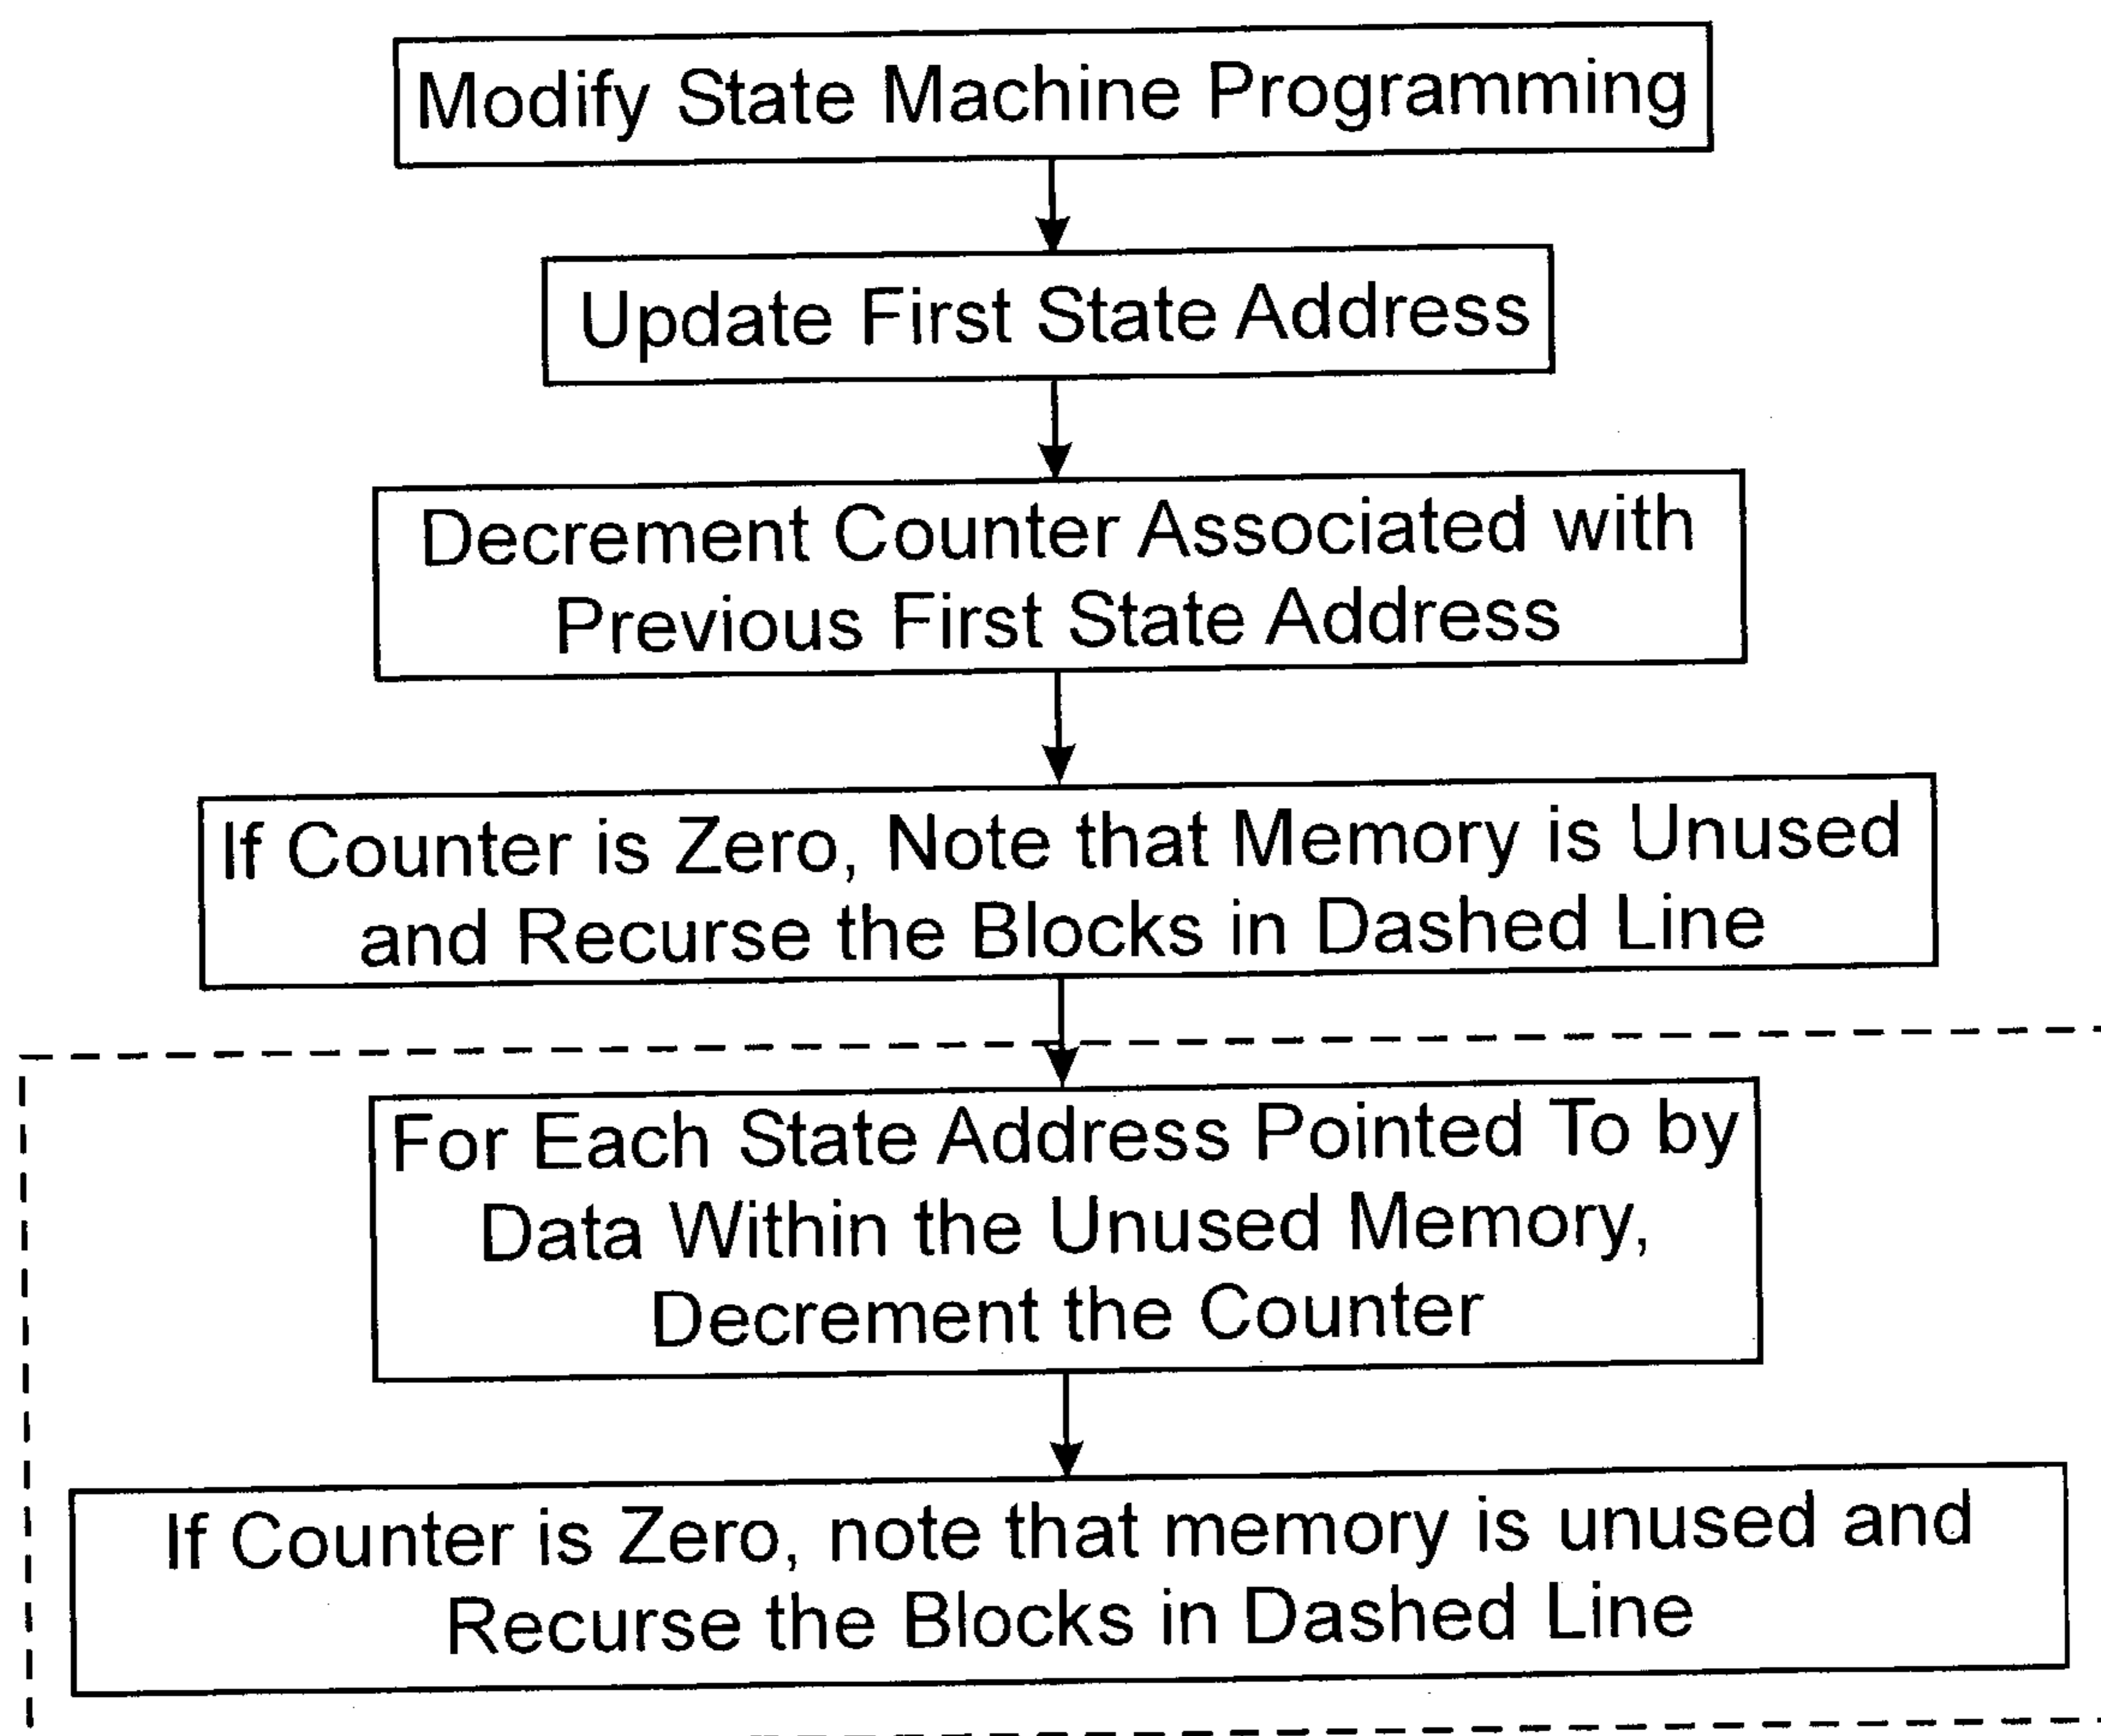 Modify State Machine Programming
Update First State Address
Decrement Counter Associated with
Previous First State Address
If Counter is Zero, Note that Memory is Unused
and Recurse the Blocks in Dashed Line
For Each State Address Pointed To by
Data Within the Unused Memory,
Decrement the Counter
If Counter is Zero, note that memory is unused and
Recurse the Blocks in Dashed Line